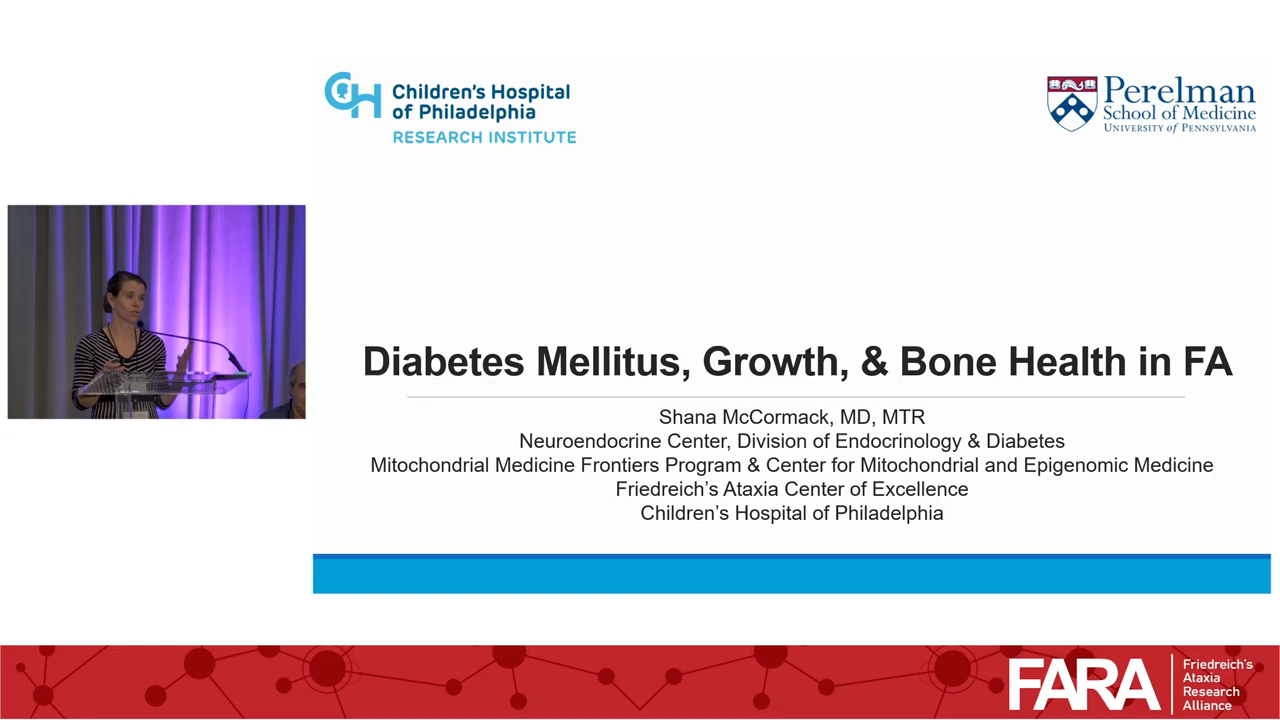 Children's Hospital
of Philadelphia
RESEARCH INSTITUTE
Perelman
School of Medicine
UNIVERSITY of PENNSYLVANIA
Diabetes Mellitus, Growth, & Bone Health in FA
Shana McCormack, MD, MTR
Neuroendocrine Center, Division of Endocrinology & Diabetes
Mitochondrial Medicine Frontiers Program & Center for Mitochondrial and Epigenomic Medicine
Friedreich's Ataxia Center of Excellence
Children's Hospital of Philadelphia
FARA
Friedreich's
Ataxia
Research
Alliance